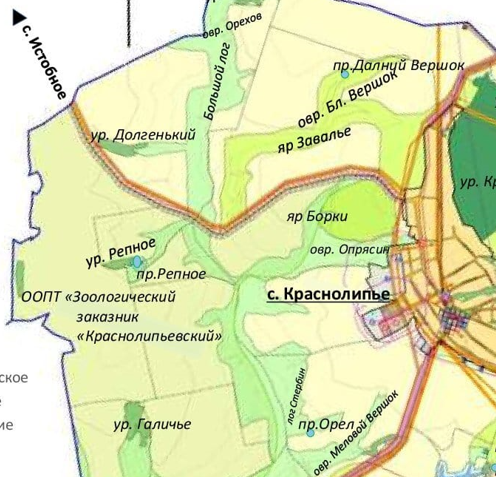 с. Истобное
овр. Орехов
Большой лог
пр.Далний Вершок
овр. Бл. Вершок
ур. Долгенький
яр Завалье
ур. Кр
яр Борки
ур. Репное
овр. Опрясин
пр.Репное
ООПТ «Зоологический
заказник
«Краснолипьевский»
с. Краснолипье
ское
е
ие
лог Стербин
ур. Галичье
пр.Орел
овр. Меловой Вершок